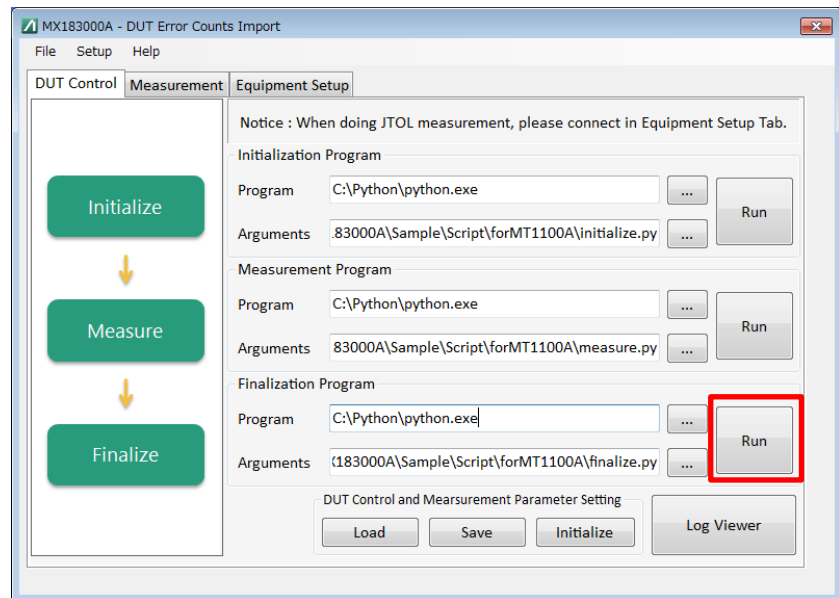 MX183000A - DUT Error Counts Import
File Setup Help
DUT Control Measurement Equipment Setup
Notice : When doing JTOL measurement, please connect in Equipment Setup Tab.
Initialize
Measure
Finalize
Initialization Program
Program C:\Python\python.exe ...
Run
Arguments .83000A\Sample\Script\forMT1100A\initialize.py ...
Measurement Program
Program C:\Python\python.exe ...
Run
Arguments 83000A\Sample\Script\forMT1100A\measure.py ...
Finalization Program
Program C:\Python\python.exe ...
Run
Arguments X183000A\Sample\Script\forMT1100A\finalize.py ...
DUT Control and Mearsurement Parameter Setting
Load Save Initialize
Log Viewer